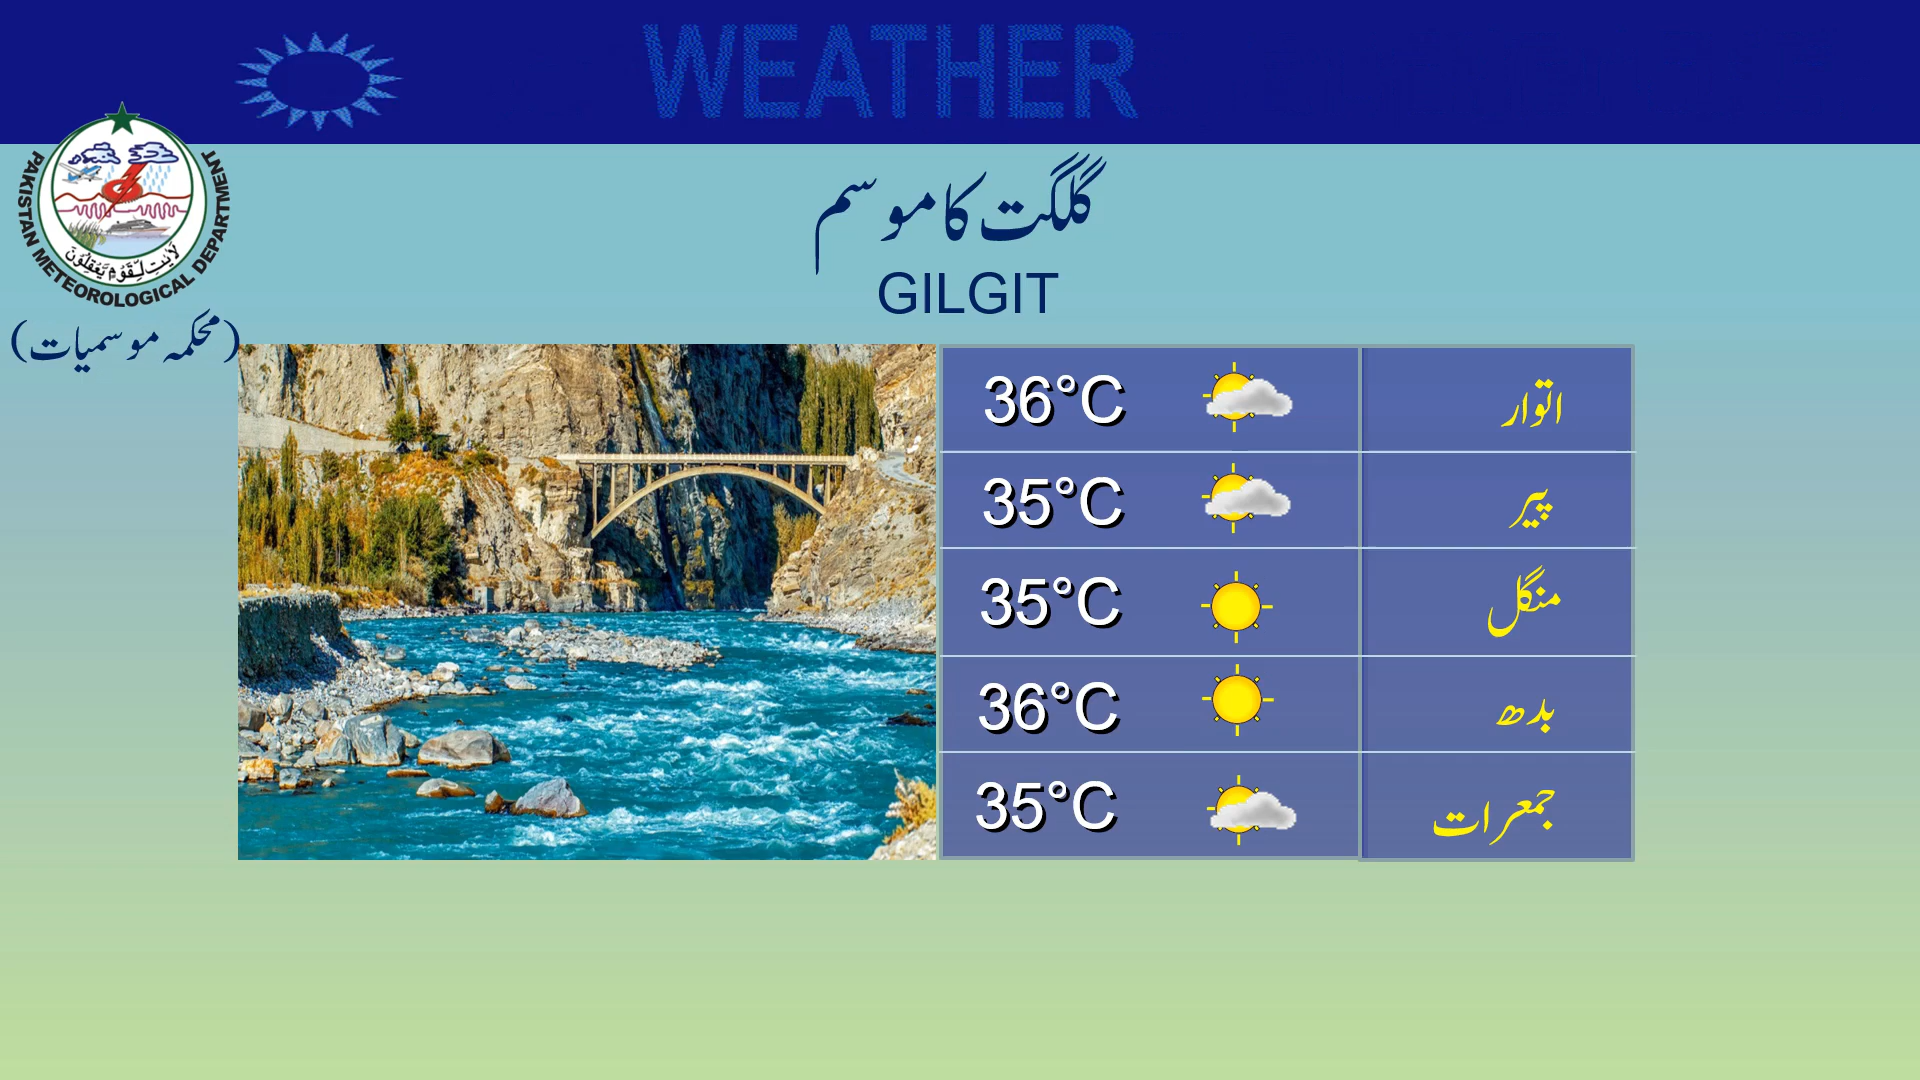 WEATHER
PAKISTAN METEOROLOGICAL DEPARTMENT
لَاٰيٰتٍ لِّقَوْمٍ يَّعْقِلُوْنَ
(محکمہ موسمیات)
گلگت کا موسم
GILGIT
36°C اتوار
35°C پیر
35°C منگل
36°C بدھ
35°C جمعرات